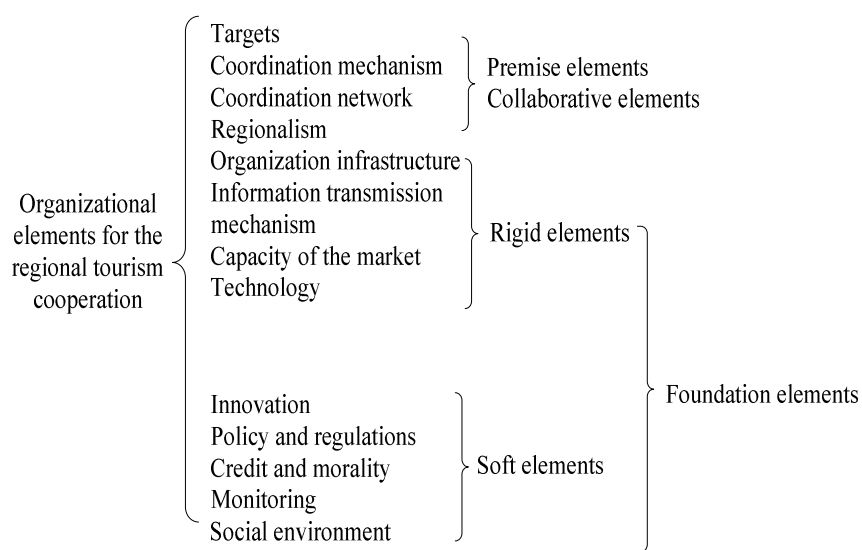 Organizational
elements for the
regional tourism
cooperation
Targets
Coordination mechanism
Coordination network
Regionalism
Organization infrastructure
Information transmission
mechanism
Capacity of the market
Technology
Innovation
Policy and regulations
Credit and morality
Monitoring
Social environment
Premise elements
Collaborative elements
Rigid elements
Soft elements
Foundation elements